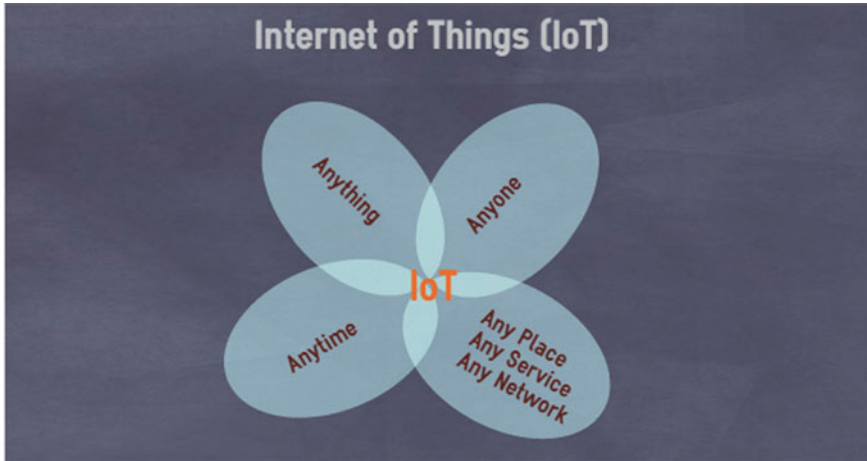 Internet of Things (IoT)
Anything
Anyone
IoT
Anytime
Any Place
Any Service
Any Network